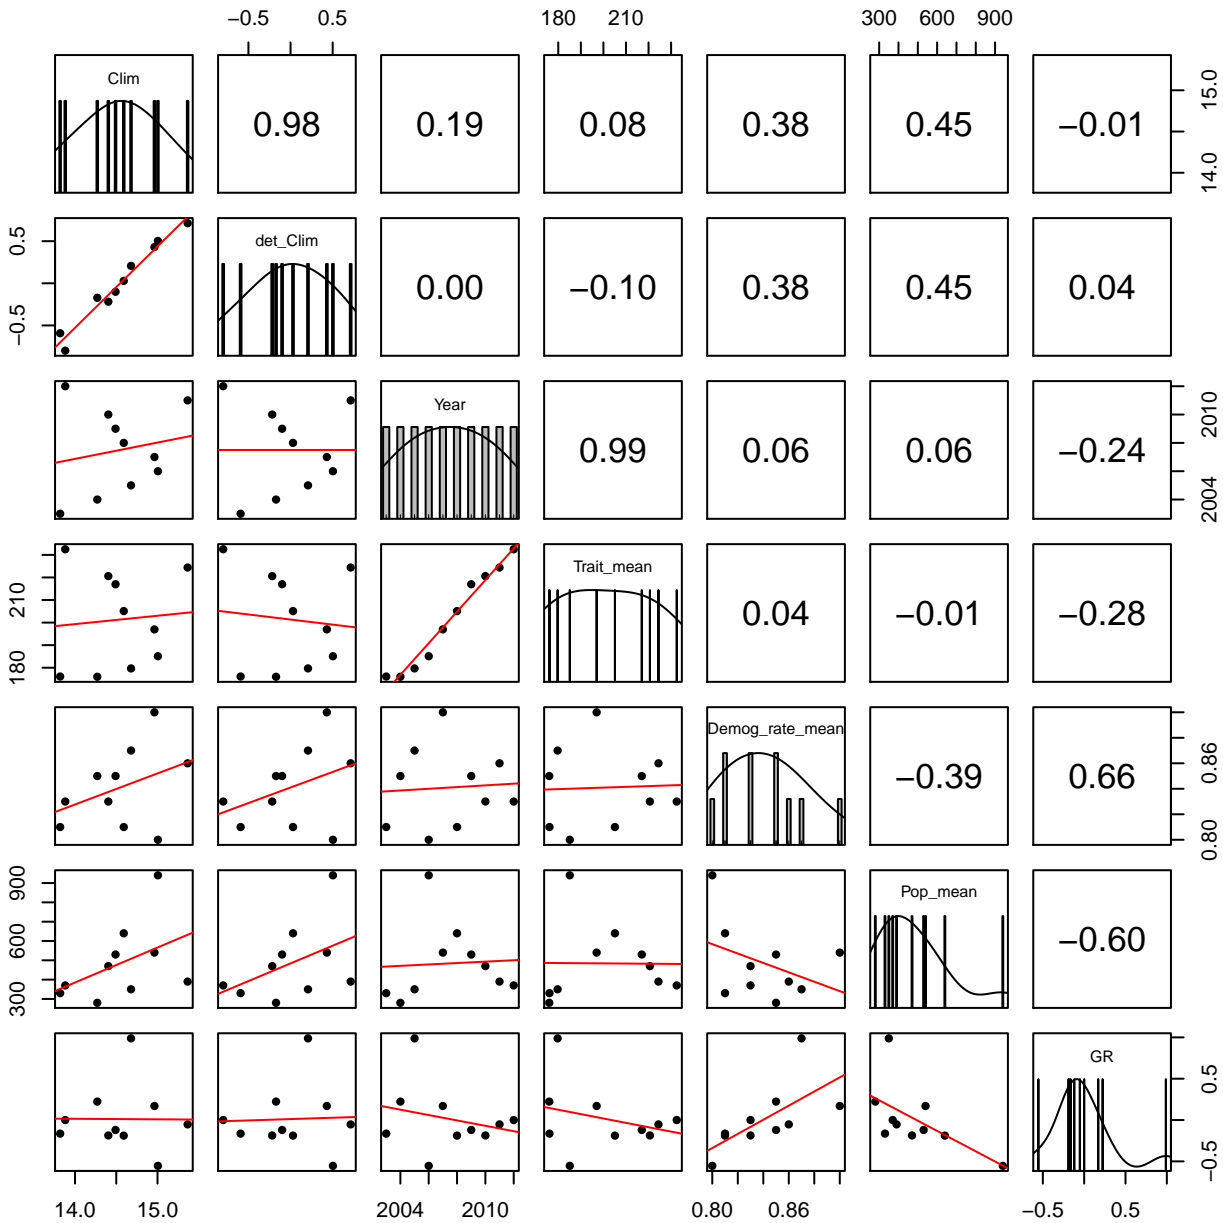 −0.5 0.5 180 210 300 600 900
Clim 0.98 0.19 0.08 0.38 0.45 −0.01 14.0 15.0
−0.5 0.5 det_Clim 0.00 −0.10 0.38 0.45 0.04
Year 0.99 0.06 0.06 −0.24 2004 2010
180 210 Trait_mean 0.04 −0.01 −0.28
Demog_rate_mean −0.39 0.66 0.80 0.86
300 600 900 Pop_mean −0.60
GR −0.5 0.5
14.0 15.0 2004 2010 0.80 0.86 −0.5 0.5